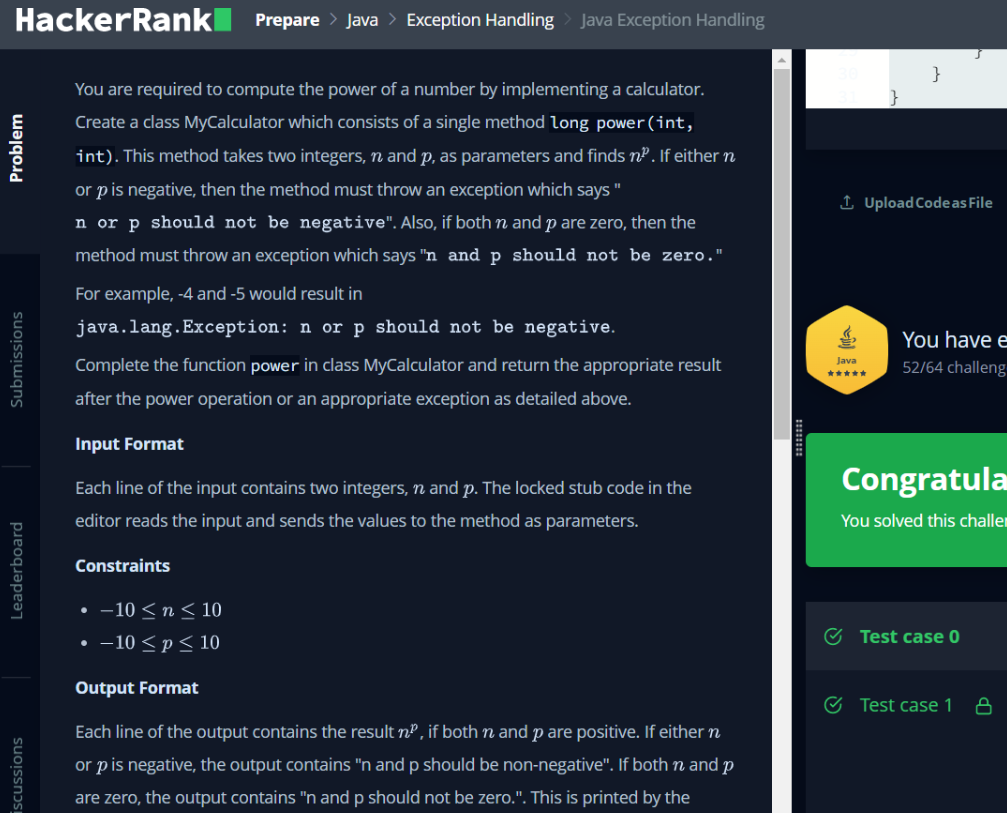 HackerRank
Prepare > Java > Exception Handling > Java Exception Handling
Problem
Submissions
Leaderboard
iscussions
You are required to compute the power of a number by implementing a calculator.
Create a class MyCalculator which consists of a single method long power(int,
int). This method takes two integers, n and p, as parameters and finds nᵖ. If either n
or p is negative, then the method must throw an exception which says "
n or p should not be negative". Also, if both n and p are zero, then the
method must throw an exception which says "n and p should not be zero."
For example, -4 and -5 would result in
java.lang.Exception: n or p should not be negative.
Complete the function power in class MyCalculator and return the appropriate result
after the power operation or an appropriate exception as detailed above.
Input Format
Each line of the input contains two integers, n and p. The locked stub code in the
editor reads the input and sends the values to the method as parameters.
Constraints
• −10 ≤ n ≤ 10
• −10 ≤ p ≤ 10
Output Format
Each line of the output contains the result nᵖ, if both n and p are positive. If either n
or p is negative, the output contains "n and p should be non-negative". If both n and p
are zero, the output contains "n and p should not be zero.". This is printed by the
}
30 }
31 }
Upload Code as File
Java
★★★★★
You have e
52/64 challeng
Congratula
You solved this challen
Test case 0
Test case 1